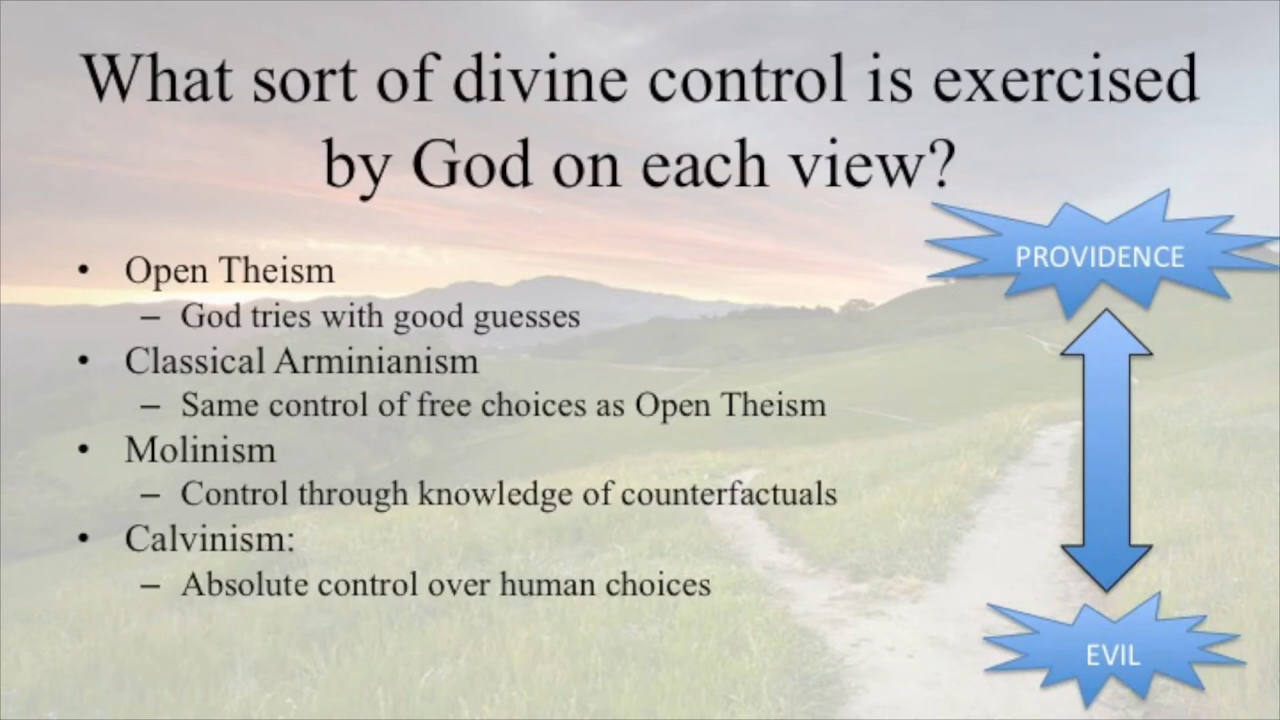 What sort of divine control is exercised
by God on each view?
• Open Theism
– God tries with good guesses
• Classical Arminianism
– Same control of free choices as Open Theism
• Molinism
– Control through knowledge of counterfactuals
• Calvinism:
– Absolute control over human choices
PROVIDENCE
EVIL